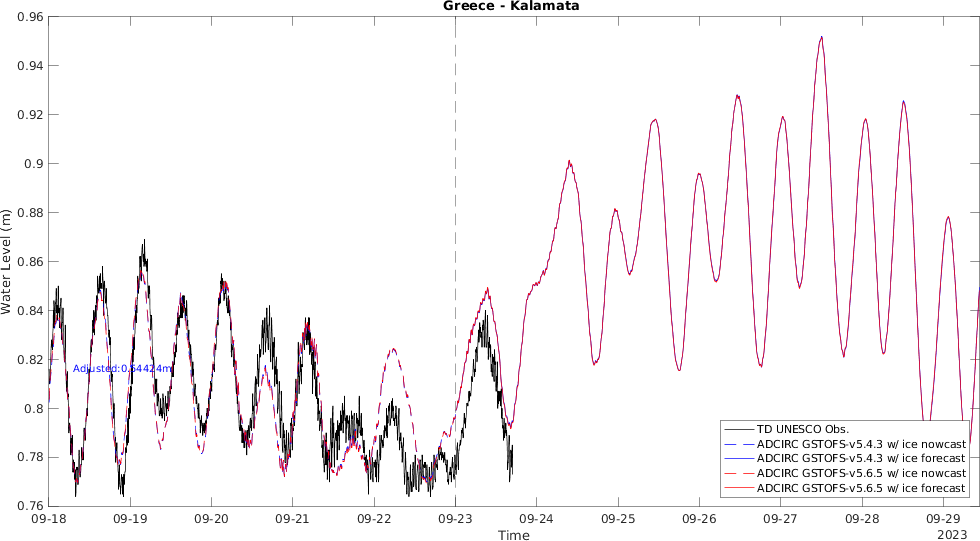 Greece - Kalamata
0.96
0.94
0.92
0.9
0.88
0.86
0.84
0.82
0.8
0.78
0.76
Water Level (m)
Adjusted:0.64424m
TD UNESCO Obs.
ADCIRC GSTOFS-v5.4.3 w/ ice nowcast
ADCIRC GSTOFS-v5.4.3 w/ ice forecast
ADCIRC GSTOFS-v5.6.5 w/ ice nowcast
ADCIRC GSTOFS-v5.6.5 w/ ice forecast
09-18 09-19 09-20 09-21 09-22 09-23 09-24 09-25 09-26 09-27 09-28 09-29
Time
2023